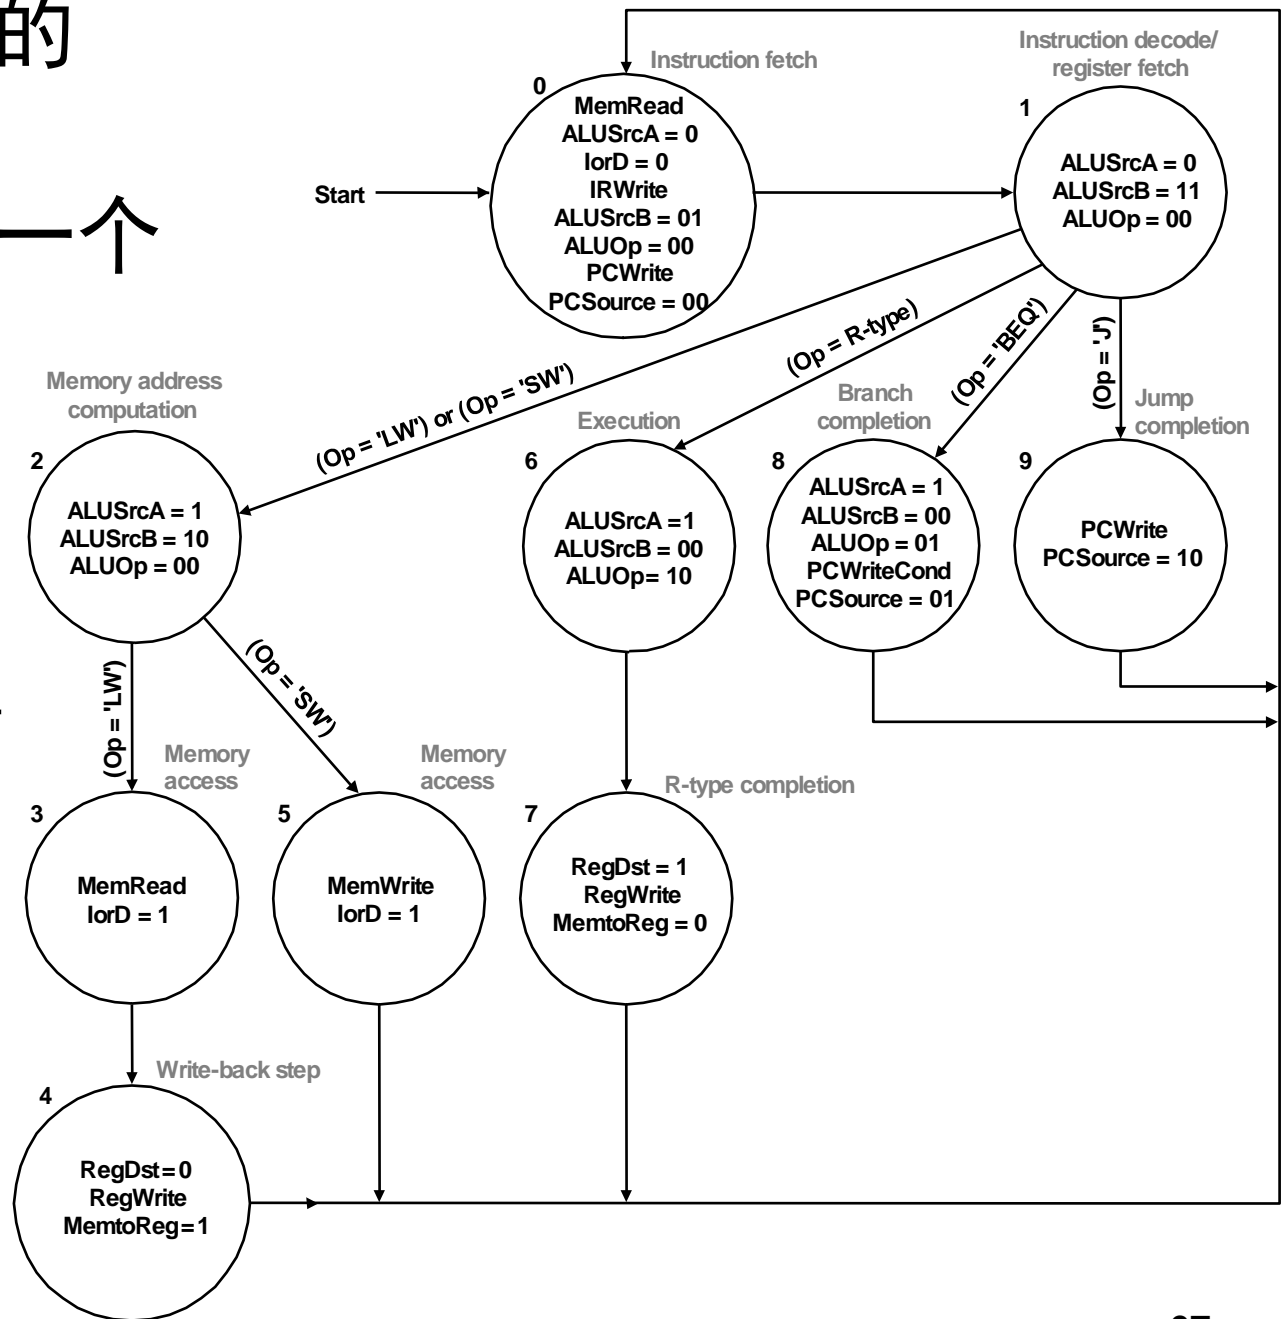 的
一个
Instruction fetch
0
MemRead
ALUSrcA = 0
IorD = 0
IRWrite
ALUSrcB = 01
ALUOp = 00
PCWrite
PCSource = 00
Start
Instruction decode/
register fetch
1
ALUSrcA = 0
ALUSrcB = 11
ALUOp = 00
(Op = 'LW') or (Op = 'SW')
(Op = R-type)
(Op = 'BEQ')
(Op = 'J')
Memory address
computation
2
ALUSrcA = 1
ALUSrcB = 10
ALUOp = 00
Execution
6
ALUSrcA =1
ALUSrcB = 00
ALUOp= 10
Branch
completion
8
ALUSrcA = 1
ALUSrcB = 00
ALUOp = 01
PCWriteCond
PCSource = 01
Jump
completion
9
PCWrite
PCSource = 10
(Op = 'LW')
(Op = 'SW')
Memory
access
3
MemRead
IorD = 1
Memory
access
5
MemWrite
IorD = 1
R-type completion
7
RegDst = 1
RegWrite
MemtoReg = 0
Write-back step
4
RegDst=0
RegWrite
MemtoReg=1